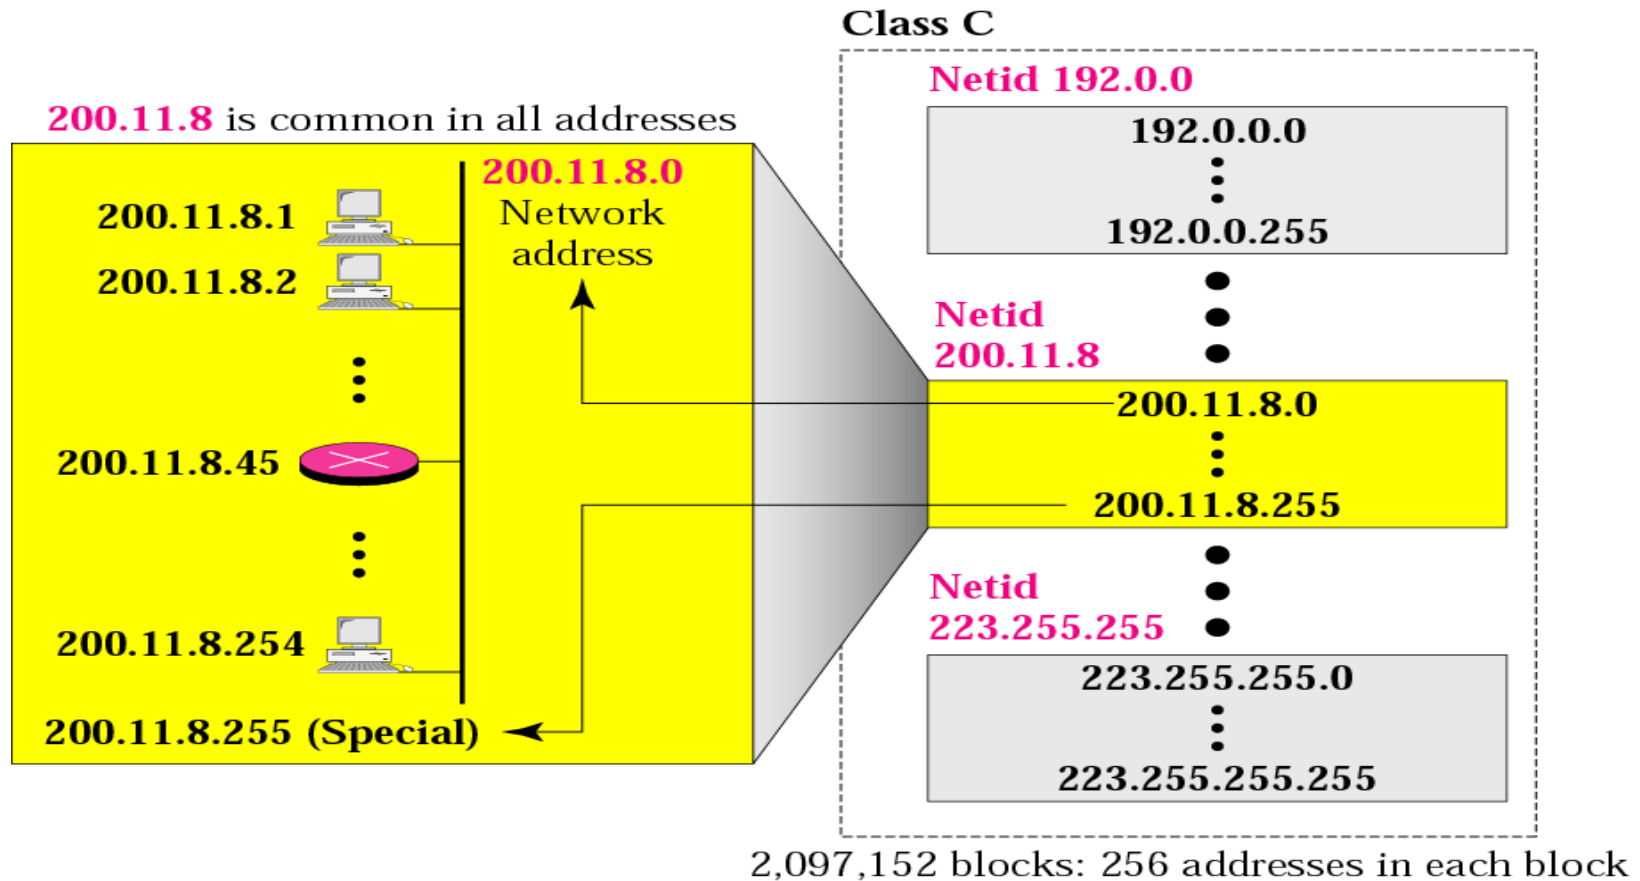 Class C
Netid 192.0.0
192.0.0.0
192.0.0.255
Netid
200.11.8
200.11.8.0
200.11.8.255
Netid
223.255.255
223.255.255.0
223.255.255.255
2,097,152 blocks: 256 addresses in each block
200.11.8 is common in all addresses
200.11.8.0
Network
address
200.11.8.1
200.11.8.2
200.11.8.45
200.11.8.254
200.11.8.255 (Special)